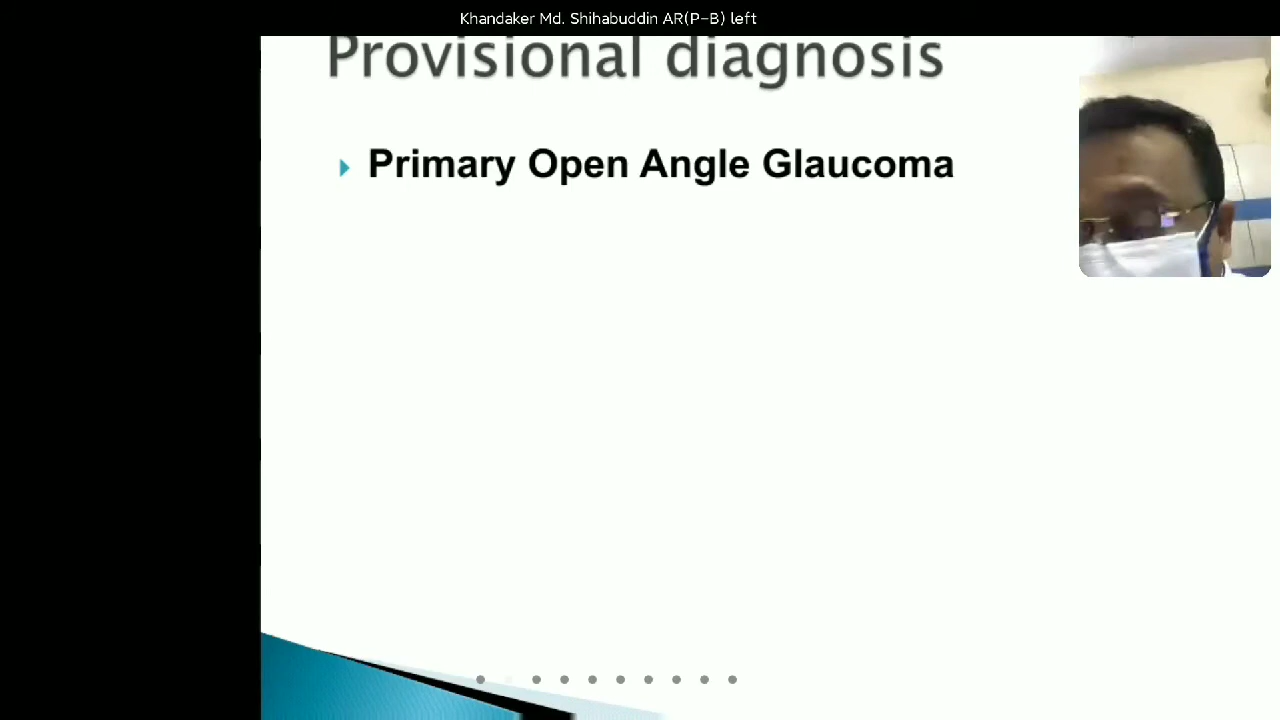 Khandaker Md. Shihabuddin AR(P-B) left
Provisional diagnosis
Primary Open Angle Glaucoma